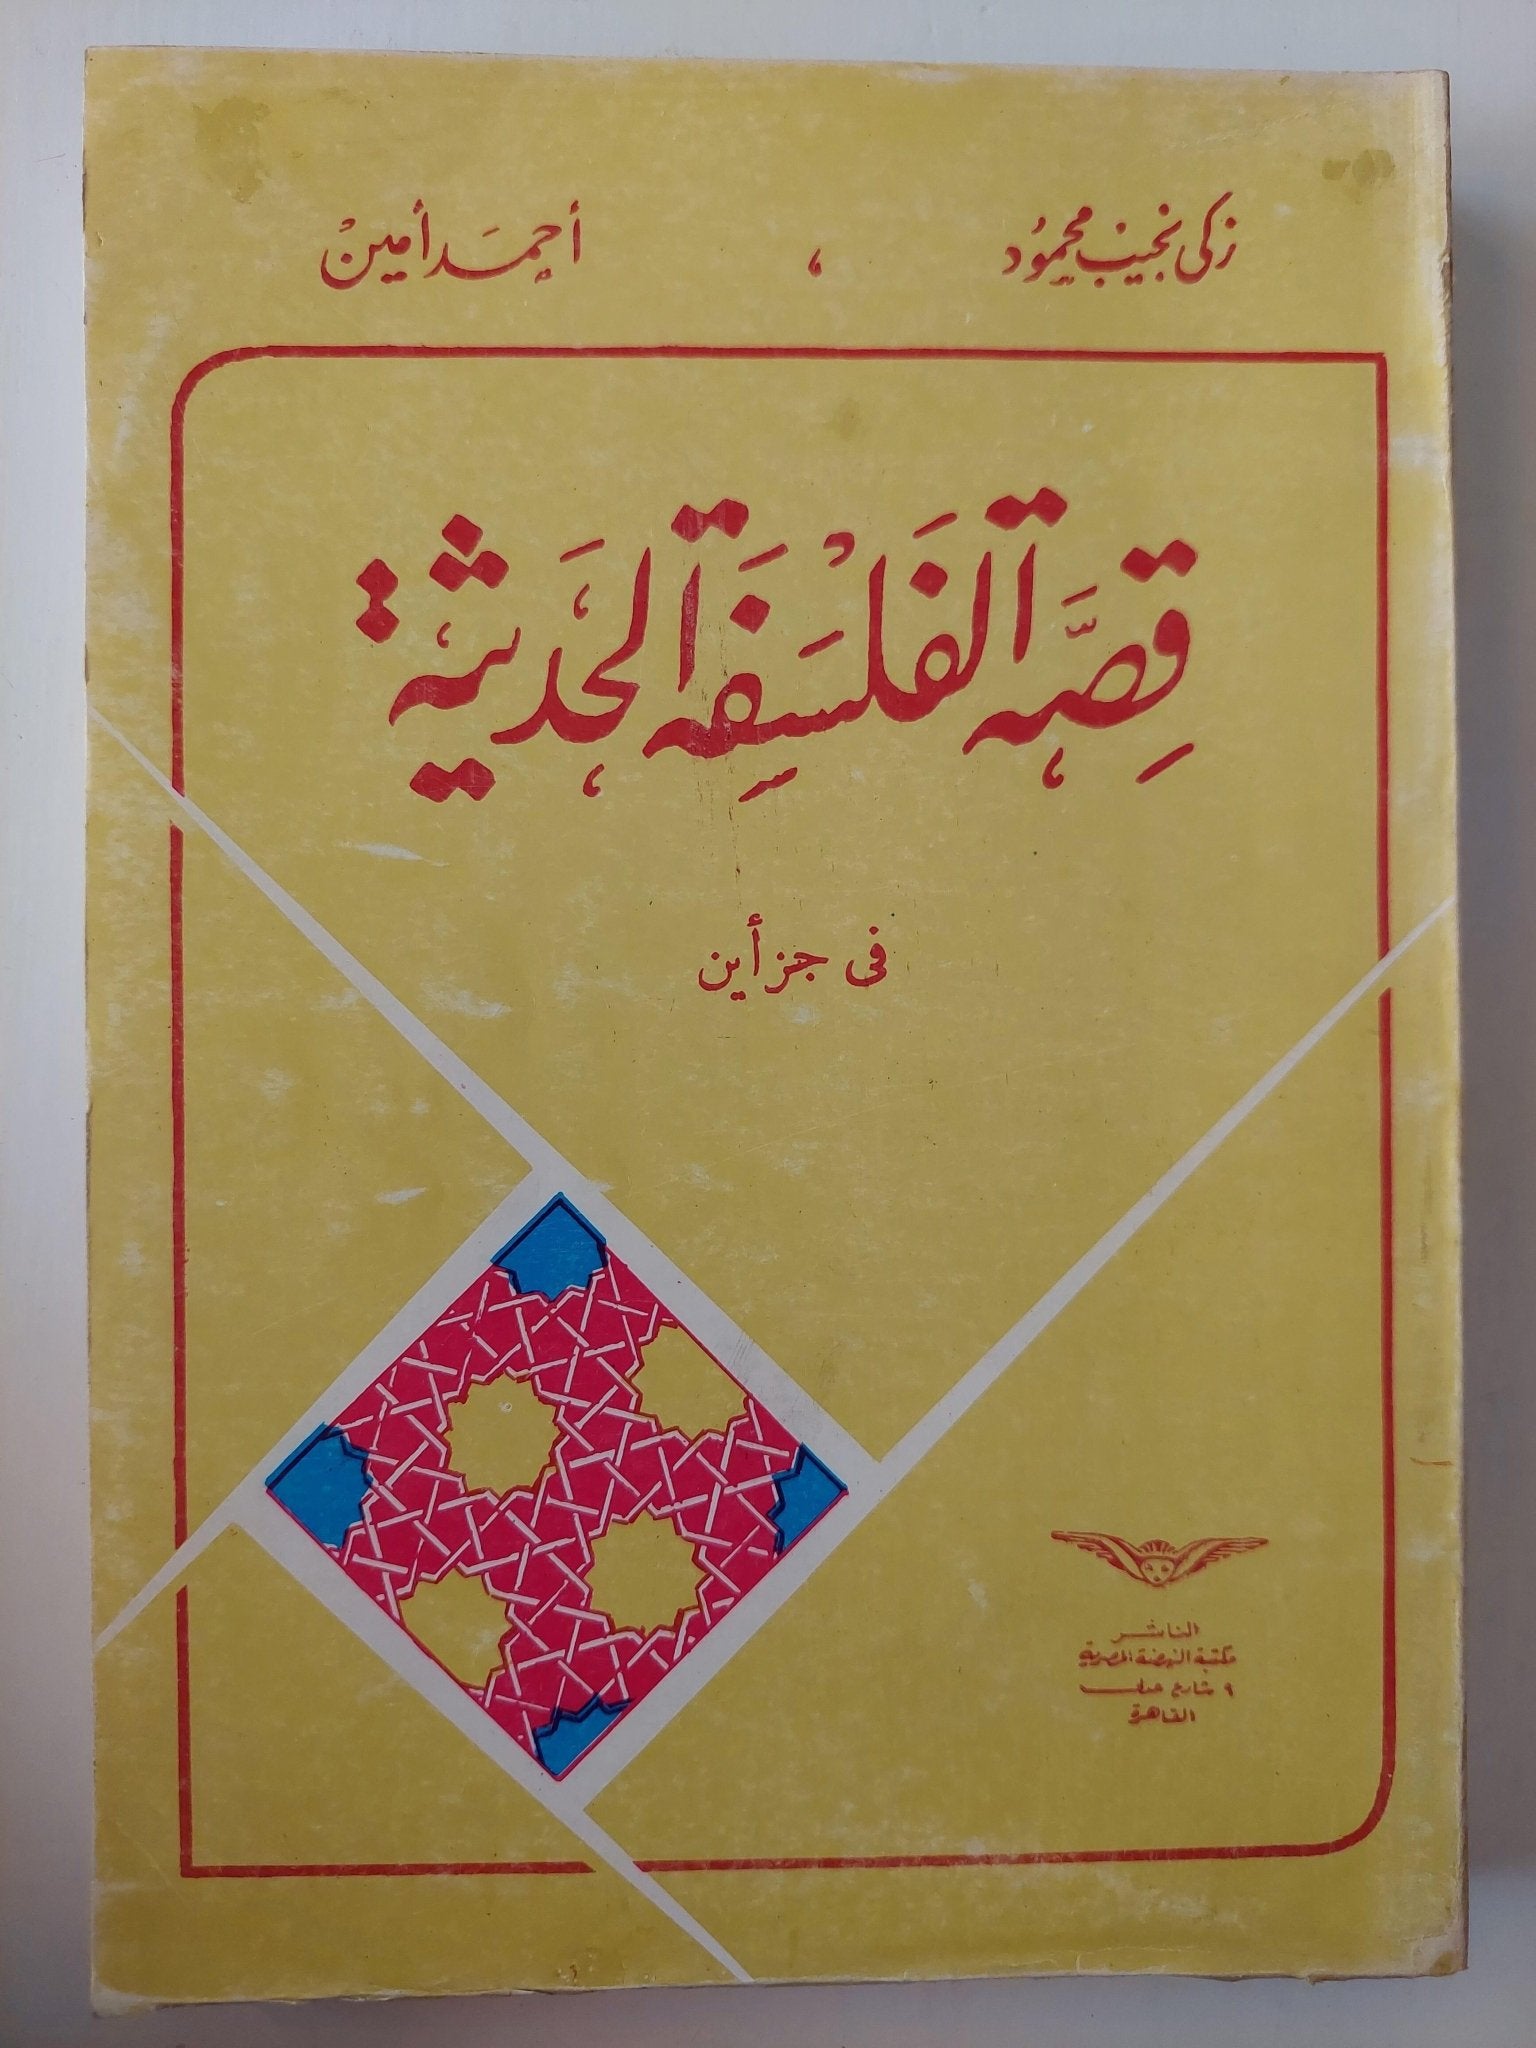 زكى نجيب محمود ، أحمد أمين
قصة الفلسفة الحديثة
فى جزأين
الناشر
مكتبة النهضة المصرية
٩ شارع عدلى
القاهرة